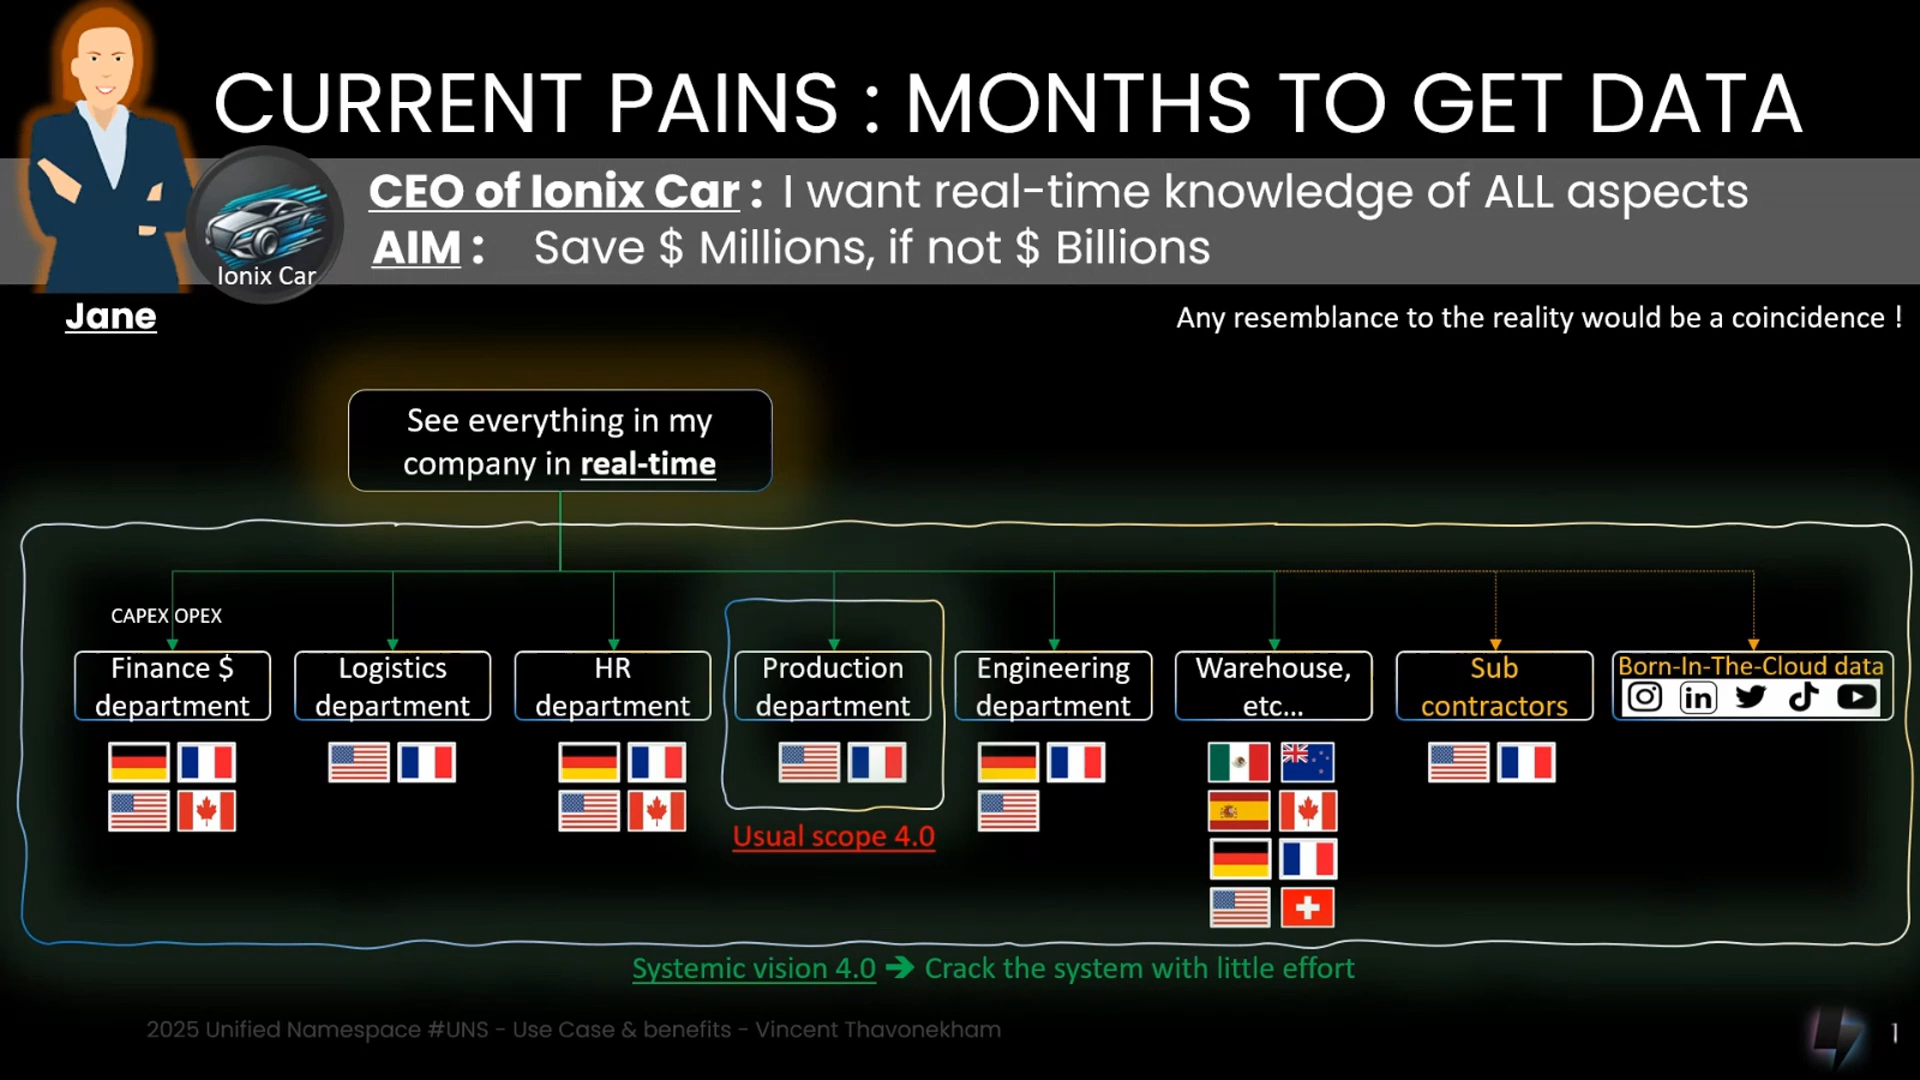 CURRENT PAINS : MONTHS TO GET DATA
CEO of Ionix Car : I want real-time knowledge of ALL aspects
AIM : Save $ Millions, if not $ Billions
Ionix Car
Jane
Any resemblance to the reality would be a coincidence !
See everything in my
company in real-time
CAPEX OPEX
Finance $
department
Logistics
department
HR
department
Production
department
Engineering
department
Warehouse,
etc...
Sub
contractors
Born-In-The-Cloud data
in
Usual scope 4.0
Systemic vision 4.0 ➔ Crack the system with little effort
2025 Unified Namespace #UNS - Use Case & benefits - Vincent Thavonekham
1